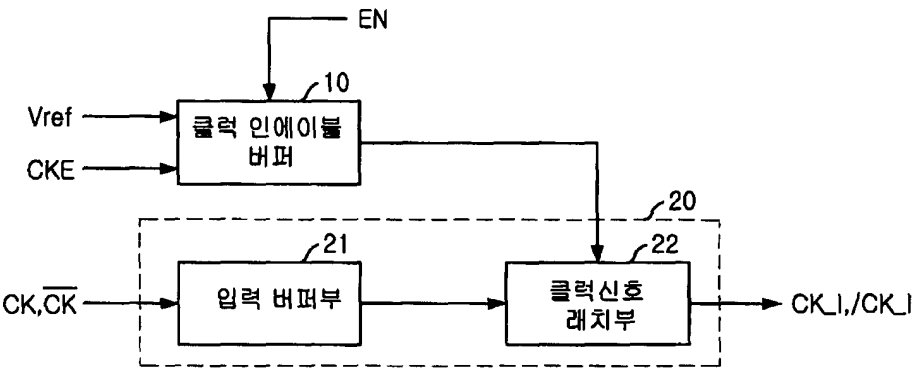 EN
10
Vref
CKE
클럭 인에이블
버퍼
20
21
22
CK,C̅K̅
입력 버퍼부
클럭신호
래치부
CK_I,/CK_I